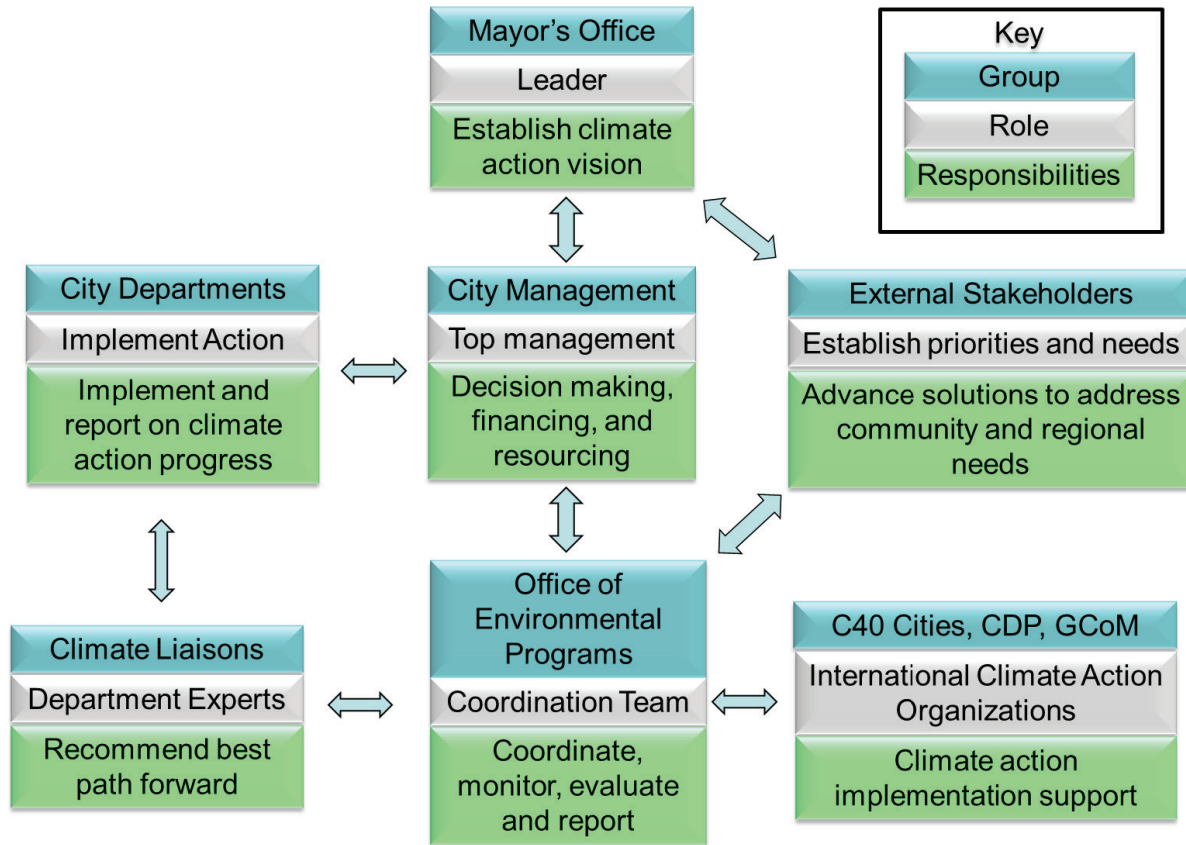 Mayor's Office
Leader
Establish climate
action vision
Key
Group
Role
Responsibilities
City Departments
Implement Action
Implement and
report on climate
action progress
City Management
Top management
Decision making,
financing, and
resourcing
External Stakeholders
Establish priorities and needs
Advance solutions to address
community and regional
needs
Climate Liaisons
Department Experts
Recommend best
path forward
Office of
Environmental
Programs
Coordination Team
Coordinate,
monitor, evaluate
and report
C40 Cities, CDP, GCoM
International Climate Action
Organizations
Climate action
implementation support